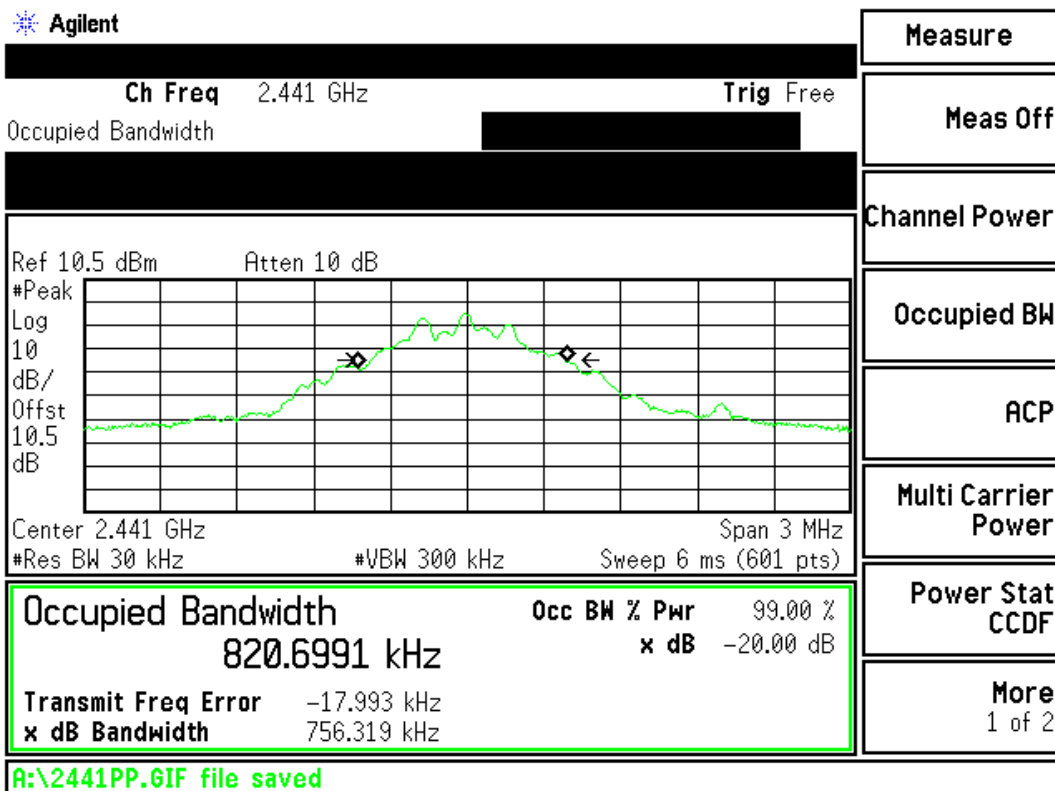 Agilent
Measure
Ch Freq 2.441 GHz Trig Free
Occupied Bandwidth
Meas Off
Channel Power
Occupied BW
ACP
Multi Carrier
Power
Power Stat
CCDF
More
1 of 2
Ref 10.5 dBm Atten 10 dB
#Peak
Log
10
dB/
Offst
10.5
dB
Center 2.441 GHz Span 3 MHz
#Res BW 30 kHz #VBW 300 kHz Sweep 6 ms (601 pts)
Occupied Bandwidth Occ BW % Pwr 99.00 %
820.6991 kHz x dB -20.00 dB
Transmit Freq Error -17.993 kHz
x dB Bandwidth 756.319 kHz
A:\2441PP.GIF file saved